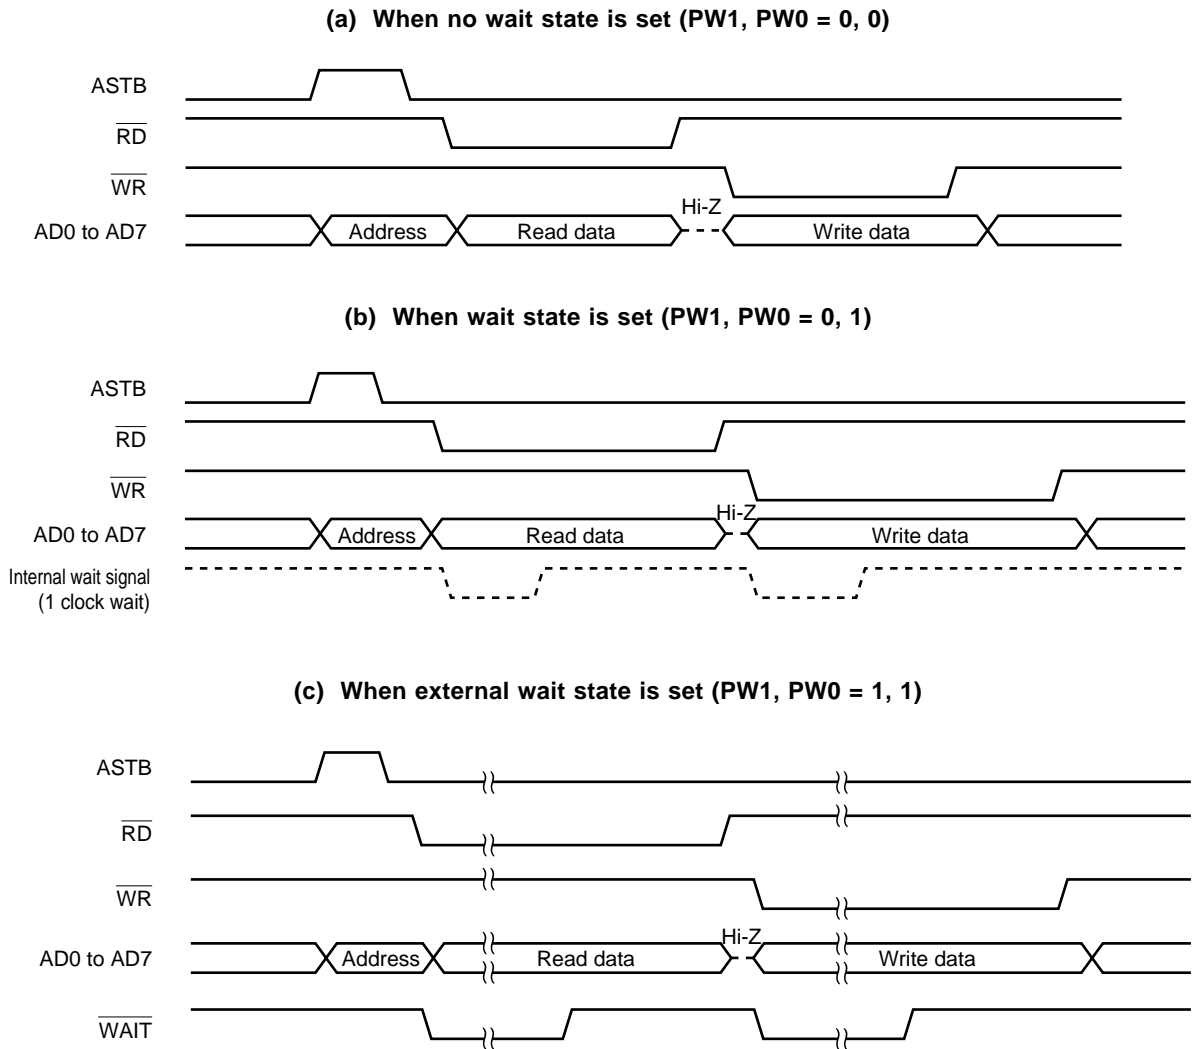 (a) When no wait state is set (PW1, PW0 = 0, 0)
ASTB
RD
WR
Hi-Z
AD0 to AD7
Address
Read data
Write data
(b) When wait state is set (PW1, PW0 = 0, 1)
ASTB
RD
WR
Hi-Z
AD0 to AD7
Address
Read data
Write data
Internal wait signal
(1 clock wait)
(c) When external wait state is set (PW1, PW0 = 1, 1)
ASTB
RD
WR
Hi-Z
AD0 to AD7
Address
Read data
Write data
WAIT